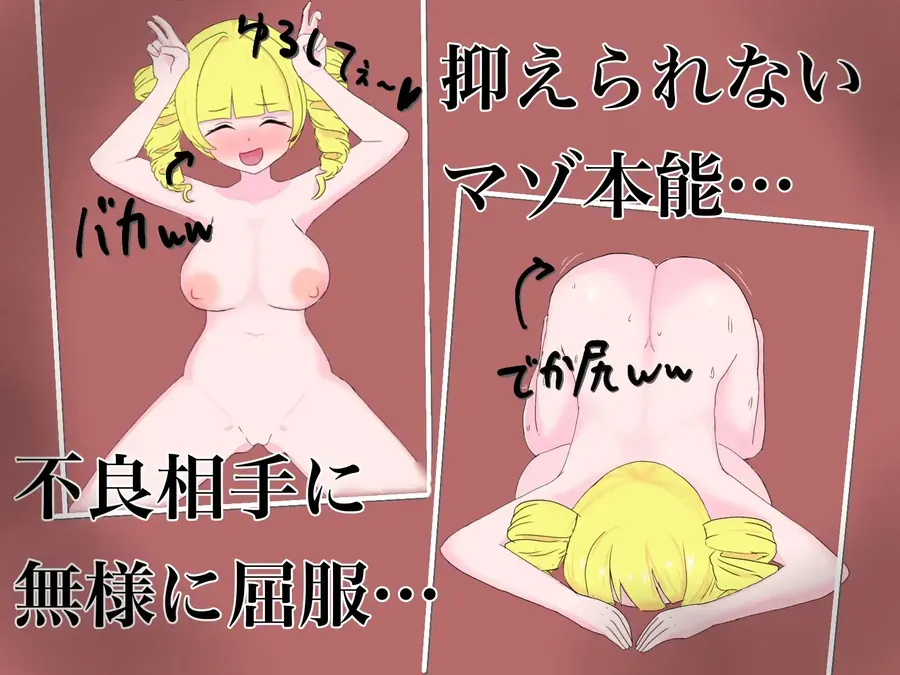 ゆるしてぇ〜♥
バカww
抑えられない
マゾ本能…
でか尻ww
不良相手に
無様に屈服…